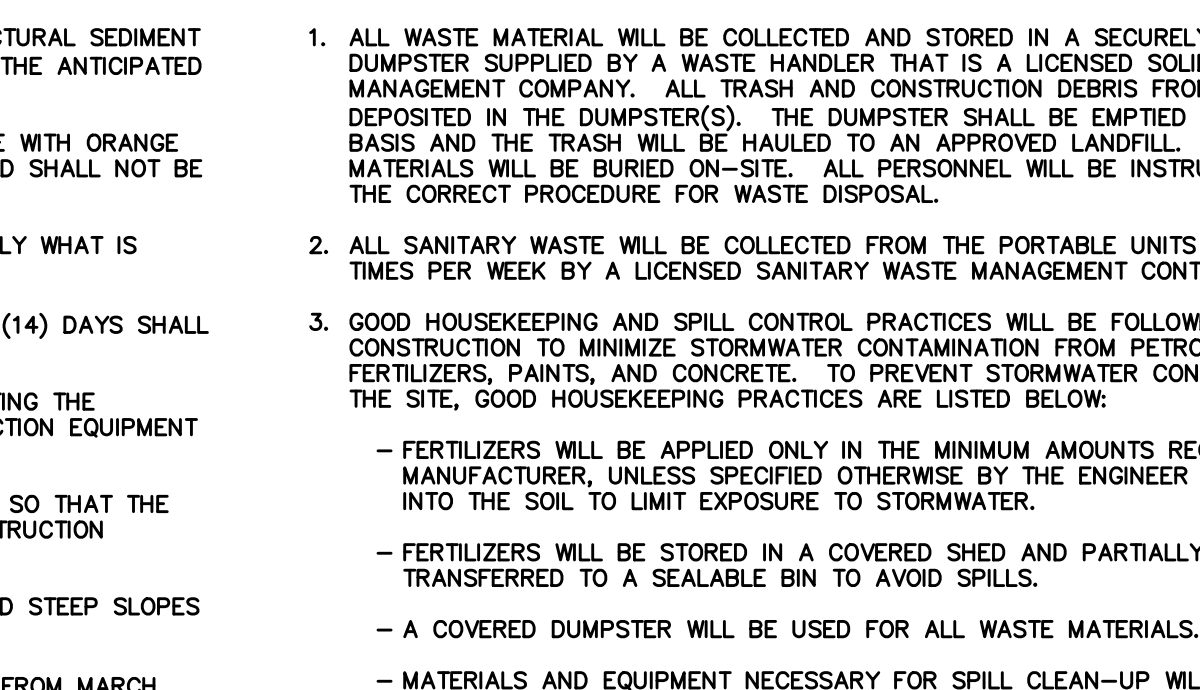 CTURAL SEDIMENT
THE ANTICIPATED
WITH ORANGE
D SHALL NOT BE
LY WHAT IS
(14) DAYS SHALL
TING THE
CTION EQUIPMENT
SO THAT THE
TRUCTION
D STEEP SLOPES
FROM MARCH
1. ALL WASTE MATERIAL WILL BE COLLECTED AND STORED IN A SECURELY
DUMPSTER SUPPLIED BY A WASTE HANDLER THAT IS A LICENSED SOLI
MANAGEMENT COMPANY. ALL TRASH AND CONSTRUCTION DEBRIS FRO
DEPOSITED IN THE DUMPSTER(S). THE DUMPSTER SHALL BE EMPTIED
BASIS AND THE TRASH WILL BE HAULED TO AN APPROVED LANDFILL.
MATERIALS WILL BE BURIED ON-SITE. ALL PERSONNEL WILL BE INSTRU
THE CORRECT PROCEDURE FOR WASTE DISPOSAL.
2. ALL SANITARY WASTE WILL BE COLLECTED FROM THE PORTABLE UNITS
TIMES PER WEEK BY A LICENSED SANITARY WASTE MANAGEMENT CONT
3. GOOD HOUSEKEEPING AND SPILL CONTROL PRACTICES WILL BE FOLLOW
CONSTRUCTION TO MINIMIZE STORMWATER CONTAMINATION FROM PETRO
FERTILIZERS, PAINTS, AND CONCRETE. TO PREVENT STORMWATER CON
THE SITE, GOOD HOUSEKEEPING PRACTICES ARE LISTED BELOW:
- FERTILIZERS WILL BE APPLIED ONLY IN THE MINIMUM AMOUNTS REC
MANUFACTURER, UNLESS SPECIFIED OTHERWISE BY THE ENGINEER
INTO THE SOIL TO LIMIT EXPOSURE TO STORMWATER.
- FERTILIZERS WILL BE STORED IN A COVERED SHED AND PARTIALLY
TRANSFERRED TO A SEALABLE BIN TO AVOID SPILLS.
- A COVERED DUMPSTER WILL BE USED FOR ALL WASTE MATERIALS.
- MATERIALS AND EQUIPMENT NECESSARY FOR SPILL CLEAN-UP WIL